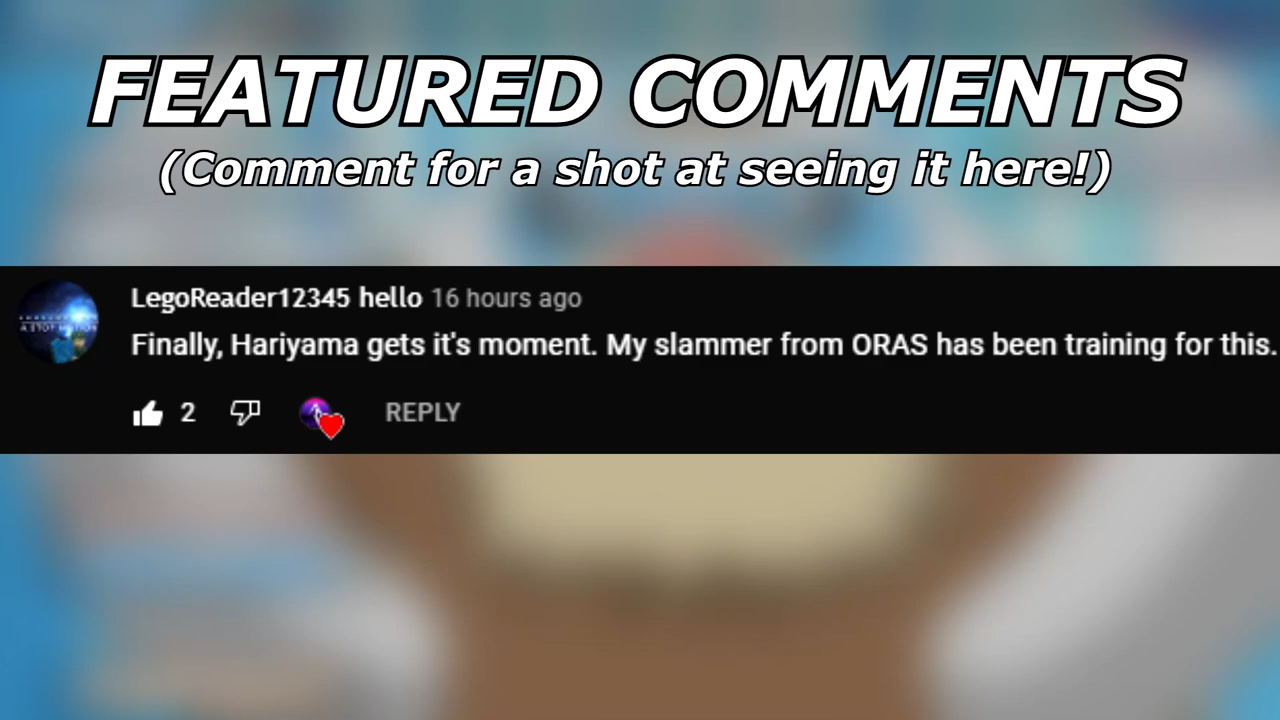 FEATURED COMMENTS
(Comment for a shot at seeing it here!)
LegoReader12345 hello 16 hours ago
Finally, Hariyama gets it's moment. My slammer from ORAS has been training for this.
2 REPLY